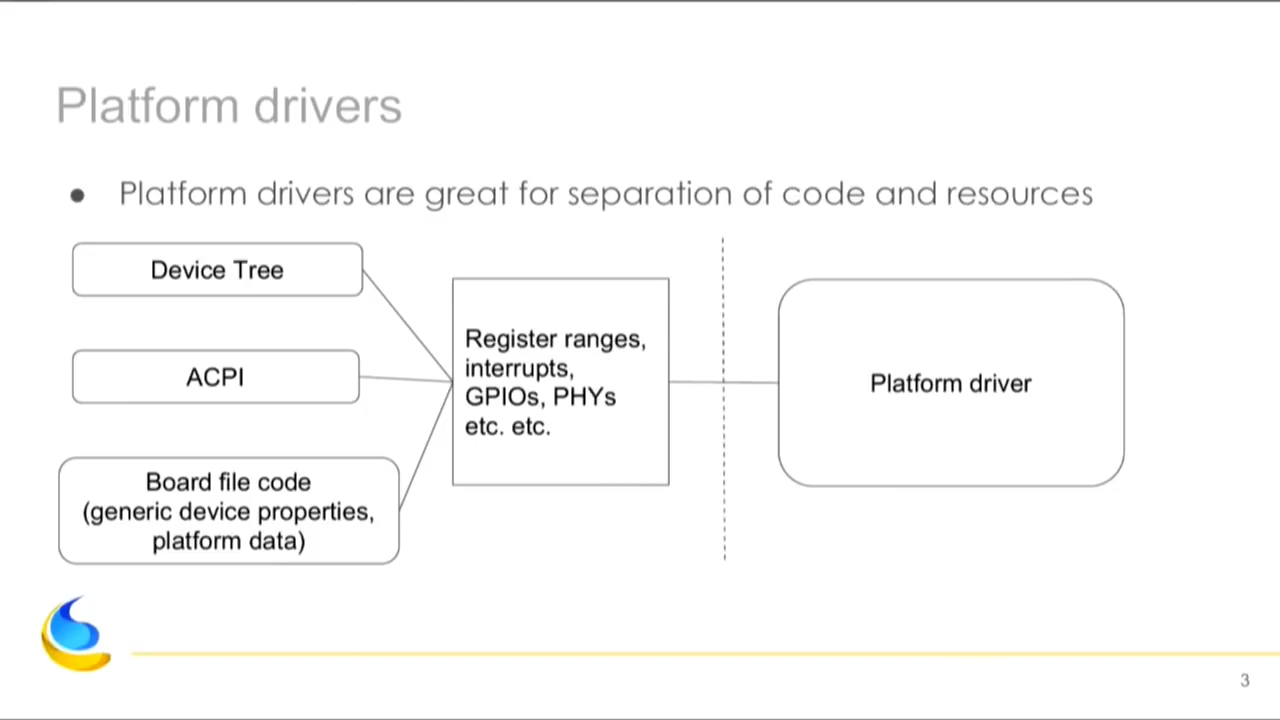 Platform drivers
● Platform drivers are great for separation of code and resources
Device Tree
ACPI
Board file code
(generic device properties,
platform data)
Register ranges,
interrupts,
GPIOs, PHYs
etc. etc.
Platform driver
3